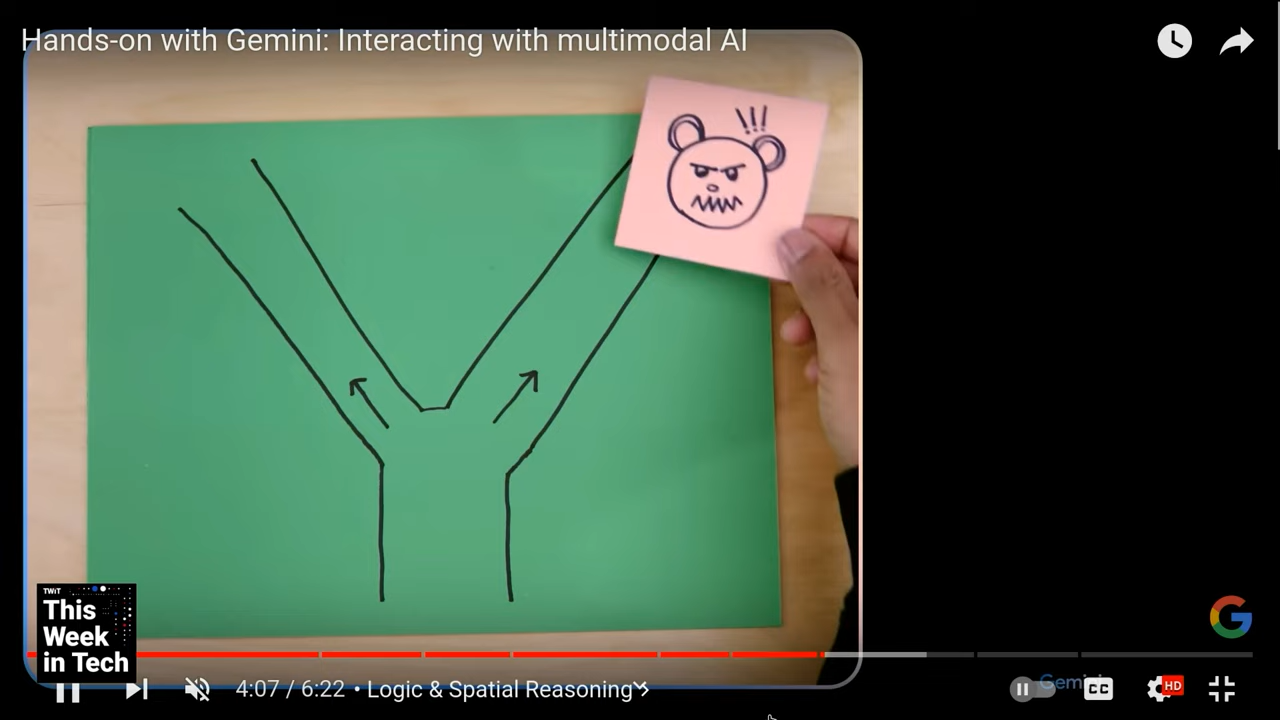 Hands-on with Gemini: Interacting with multimodal AI
!!!
TWiT
This
Week
in Tech
4:07 / 6:22 • Logic & Spatial Reasoning
Gemini
CC
HD